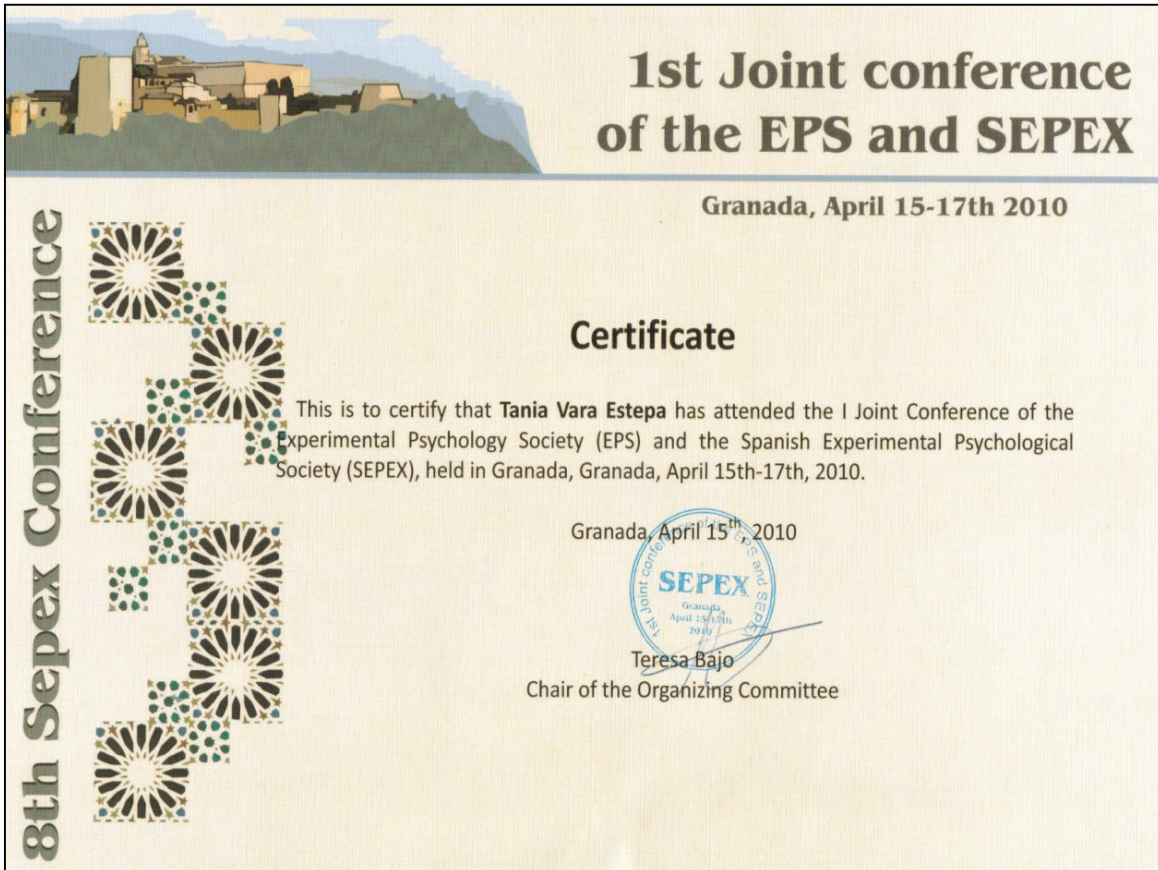 1st Joint conference
of the EPS and SEPEX
Granada, April 15-17th 2010
8th Sepex Conference
Certificate
This is to certify that Tania Vara Estepa has attended the I Joint Conference of the
Experimental Psychology Society (EPS) and the Spanish Experimental Psychological
Society (SEPEX), held in Granada, Granada, April 15th-17th, 2010.
Granada, April 15th, 2010
1st Joint conference of the EPS and SEPEX
SEPEX
Granada
April 15-17th
2010
Teresa Bajo
Chair of the Organizing Committee